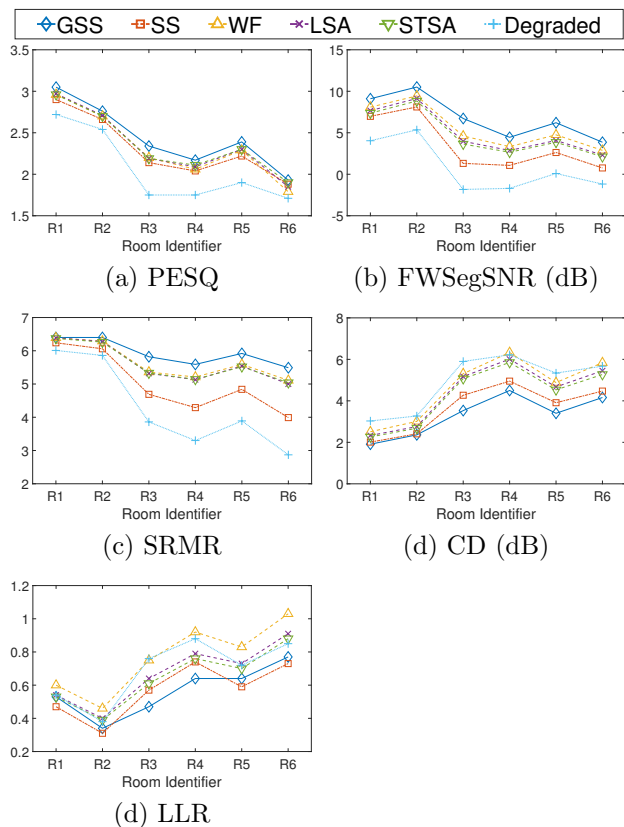 GSS SS WF LSA STSA Degraded
3.5
3
2.5
2
1.5
R1 R2 R3 R4 R5 R6
Room Identifier
(a) PESQ
15
10
5
0
-5
R1 R2 R3 R4 R5 R6
Room Identifier
(b) FWSegSNR (dB)
7
6
5
4
3
2
R1 R2 R3 R4 R5 R6
Room Identifier
(c) SRMR
8
6
4
2
0
R1 R2 R3 R4 R5 R6
Room Identifier
(d) CD (dB)
1.2
1
0.8
0.6
0.4
0.2
R1 R2 R3 R4 R5 R6
Room Identifier
(d) LLR